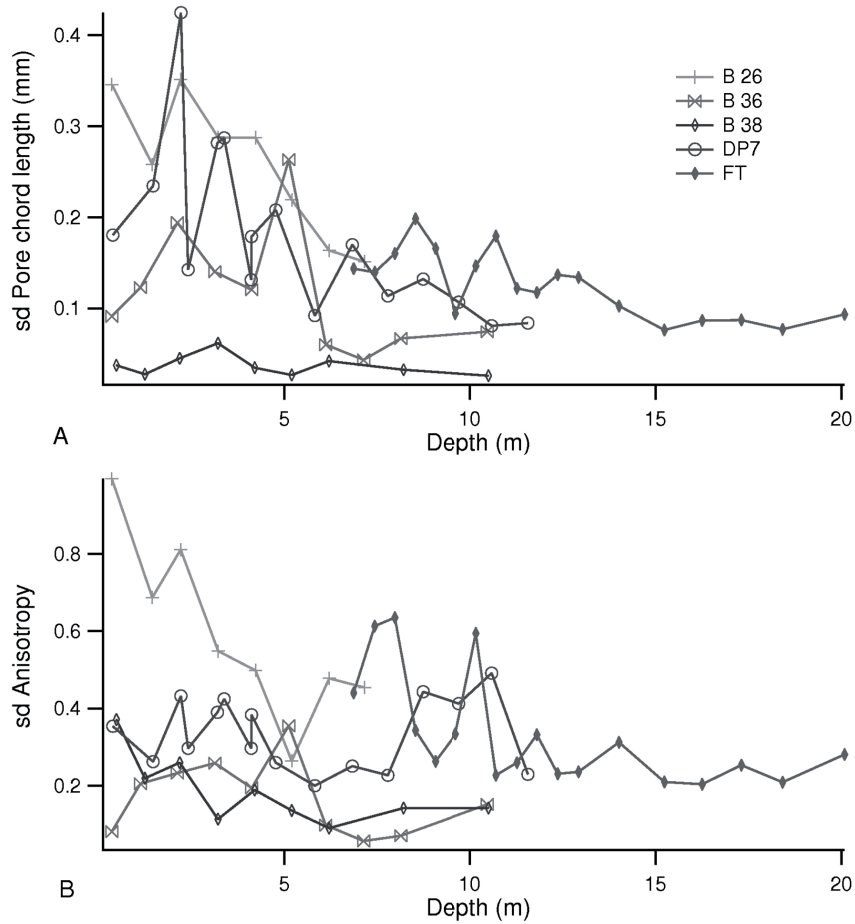 sd Pore chord length (mm)
0.4
0.3
0.2
0.1
B 26
B 36
B 38
DP7
FT
5
10
15
20
A
Depth (m)
sd Anisotropy
0.8
0.6
0.4
0.2
5
10
15
20
B
Depth (m)